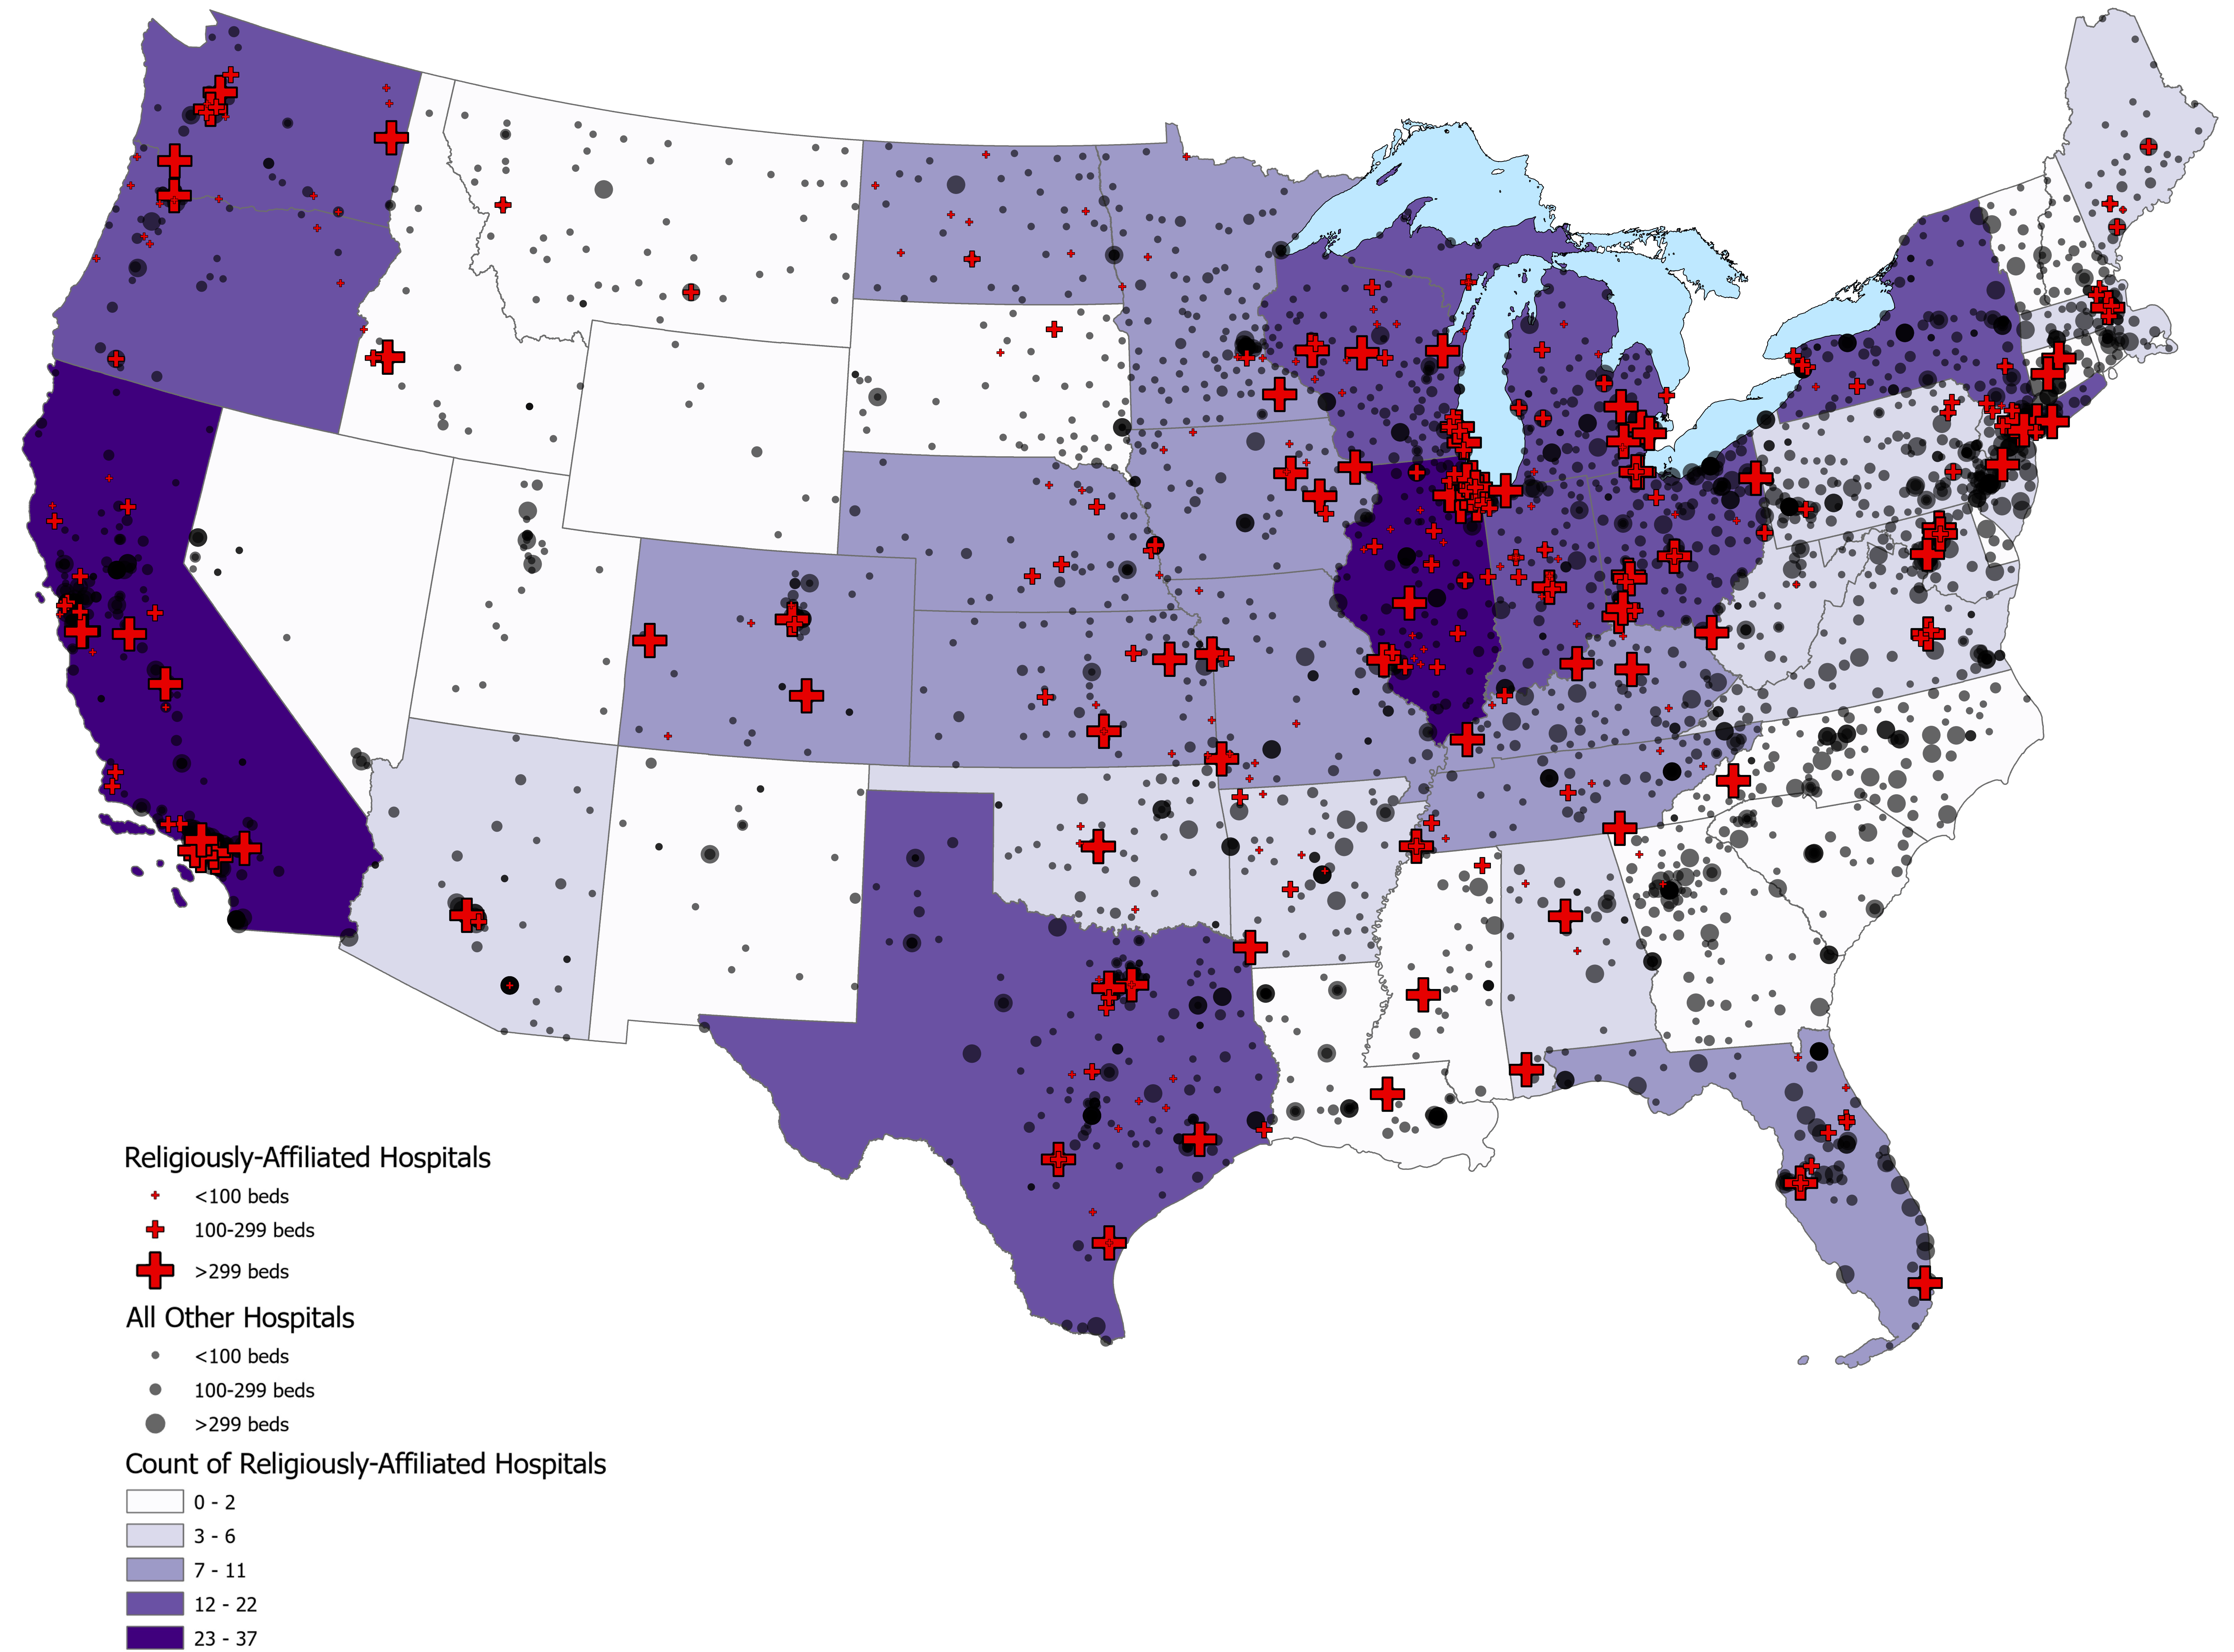 Religiously-Affiliated Hospitals
<100 beds
100-299 beds
>299 beds
All Other Hospitals
<100 beds
100-299 beds
>299 beds
Count of Religiously-Affiliated Hospitals
0 - 2
3 - 6
7 - 11
12 - 22
23 - 37